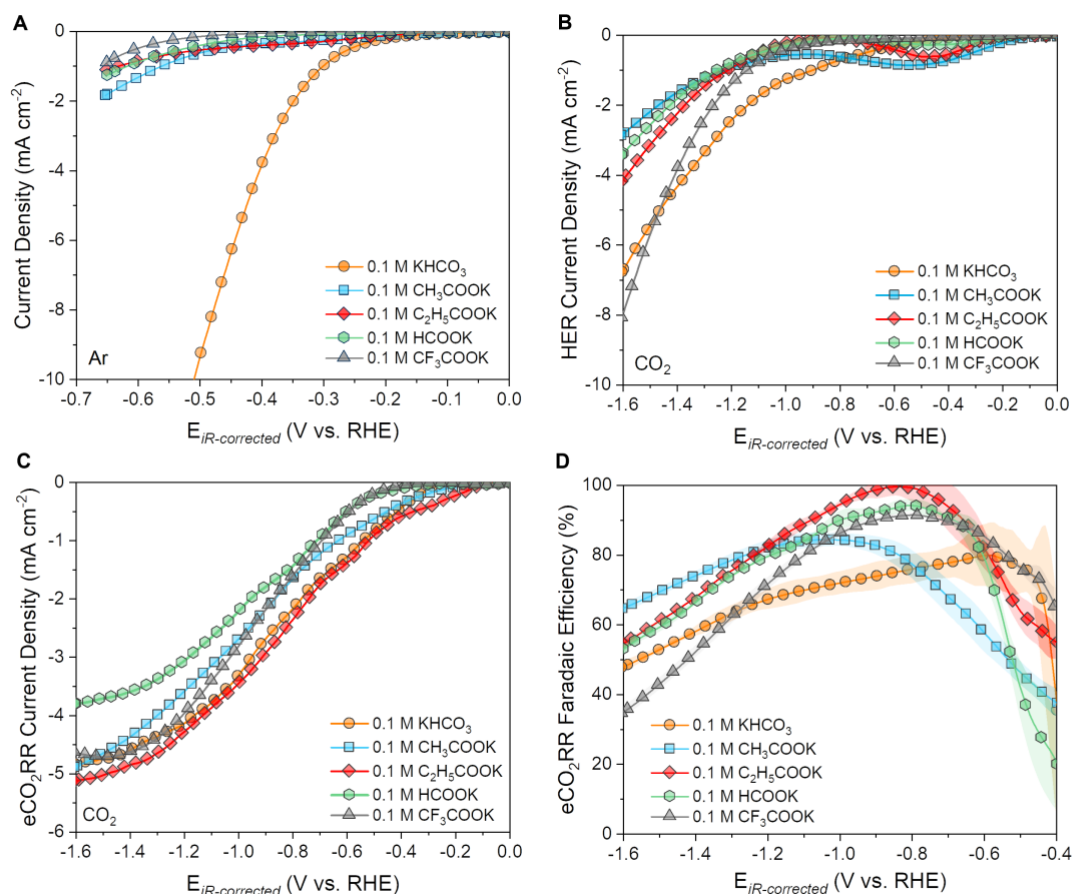 A
Current Density (mA cm-2)
0
-2
-4
-6
-8
-10
0.1 M KHCO3
0.1 M CH3COOK
0.1 M C2H5COOK
0.1 M HCOOK
0.1 M CF3COOK
Ar
-0.7 -0.6 -0.5 -0.4 -0.3 -0.2 -0.1 0.0
EiR-corrected (V vs. RHE)
B
HER Current Density (mA cm-2)
0
-2
-4
-6
-8
-10
0.1 M KHCO3
0.1 M CH3COOK
0.1 M C2H5COOK
0.1 M HCOOK
0.1 M CF3COOK
CO2
-1.6 -1.4 -1.2 -1.0 -0.8 -0.6 -0.4 -0.2 0.0
EiR-corrected (V vs. RHE)
C
eCO2RR Current Density (mA cm-2)
0
-1
-2
-3
-4
-5
-6
0.1 M KHCO3
0.1 M CH3COOK
0.1 M C2H5COOK
0.1 M HCOOK
0.1 M CF3COOK
CO2
-1.6 -1.4 -1.2 -1.0 -0.8 -0.6 -0.4 -0.2 0.0
EiR-corrected (V vs. RHE)
D
eCO2RR Faradaic Efficiency (%)
100
80
60
40
20
0
0.1 M KHCO3
0.1 M CH3COOK
0.1 M C2H5COOK
0.1 M HCOOK
0.1 M CF3COOK
-1.6 -1.4 -1.2 -1.0 -0.8 -0.6 -0.4
EiR-corrected (V vs. RHE)